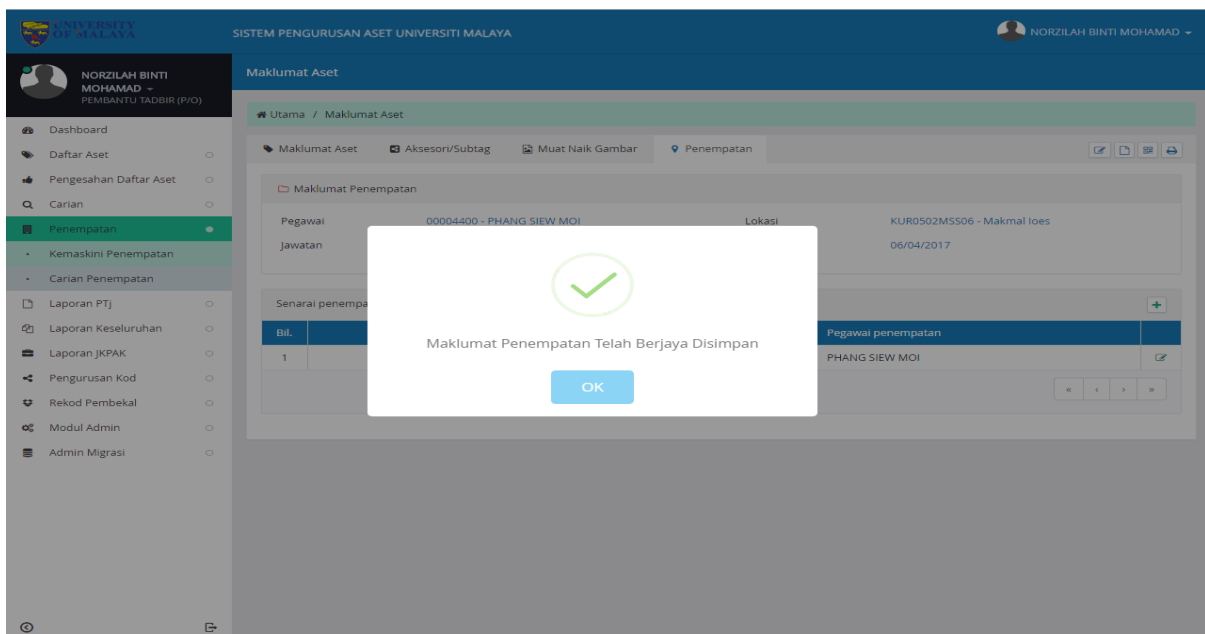 UNIVERSITY
OF MALAYA
SISTEM PENGURUSAN ASET UNIVERSITI MALAYA
NORZILAH BINTI MOHAMAD
NORZILAH BINTI
MOHAMAD
PEMBANTU TADBIR (P/O)
Dashboard
Daftar Aset
Pengesahan Daftar Aset
Carian
Penempatan
Kemaskini Penempatan
Carian Penempatan
Laporan PTj
Laporan Keseluruhan
Laporan JKPAK
Pengurusan Kod
Rekod Pembekal
Modul Admin
Admin Migrasi
Maklumat Aset
Utama / Maklumat Aset
Maklumat Aset Aksesori/Subtag Muat Naik Gambar Penempatan
Maklumat Penempatan
Pegawai 00004400 - PHANG SIEW MOI Lokasi KUR0502MSS06 - Makmal Ioes
Jawatan 06/04/2017
Senarai penempa
Bil. Pegawai penempatan
1 PHANG SIEW MOI
« ‹ › »
Maklumat Penempatan Telah Berjaya Disimpan
OK